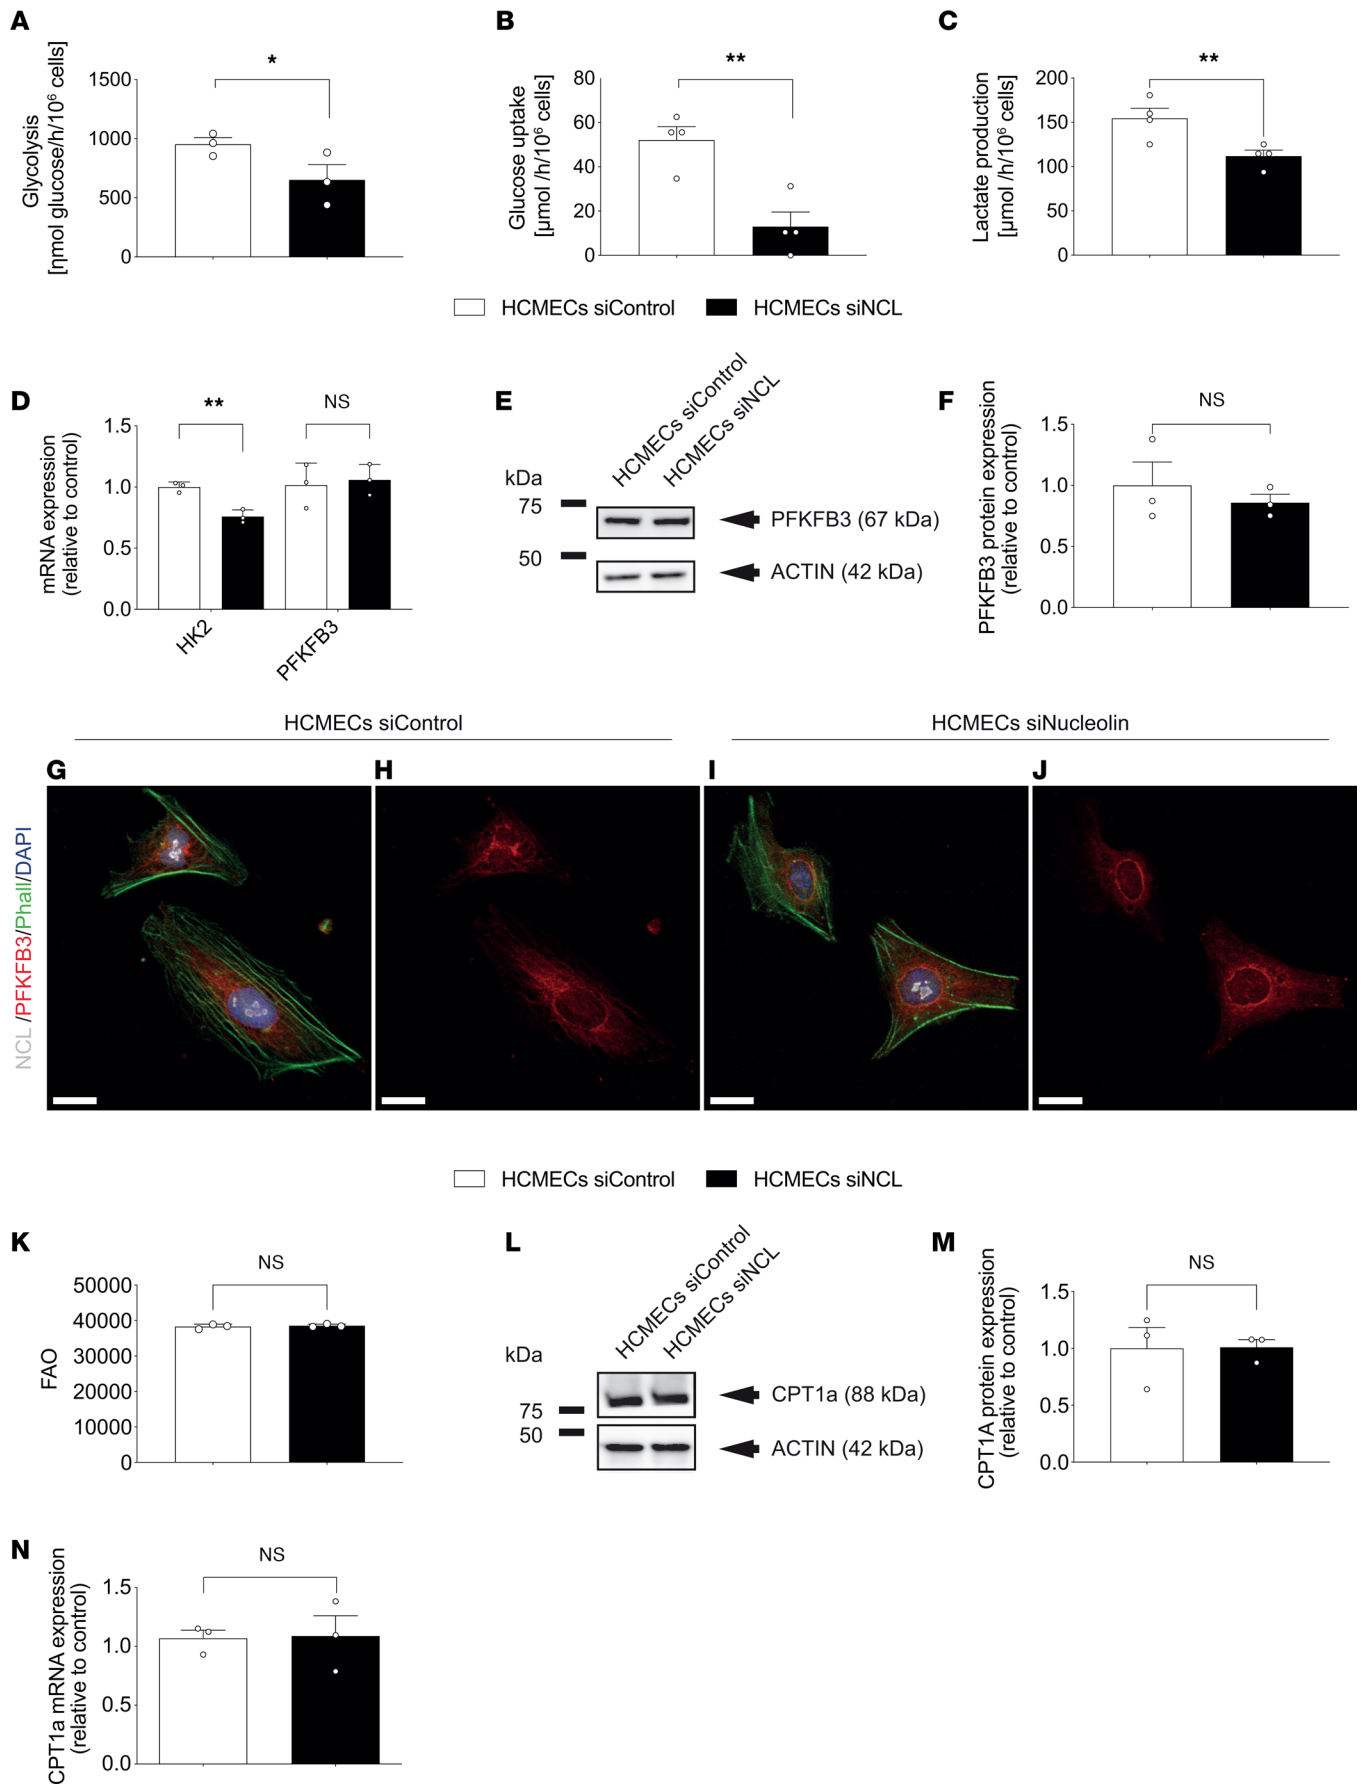 A
B
C
Glycolysis
[ηmol glucose/h/10⁶ cells]
1500
1000
500
0
*
Glucose uptake
[µmol /h/10⁶ cells]
80
60
40
20
0
**
Lactate production
[µmol /h/10⁶ cells]
200
150
100
50
0
**
HCMECs siControl
HCMECs siNCL
D
E
F
mRNA expression
(relative to control)
1.5
1.0
0.5
0.0
**
NS
HK2
PFKFB3
HCMECs siControl
HCMECs siNCL
kDa
75
50
PFKFB3 (67 kDa)
ACTIN (42 kDa)
PFKFB3 protein expression
(relative to control)
1.5
1.0
0.5
0.0
NS
HCMECs siControl
HCMECs siNucleolin
G
H
I
J
NCL /PFKFB3/Phall/DAPI
HCMECs siControl
HCMECs siNCL
K
L
M
FAO
50000
40000
30000
20000
10000
0
NS
HCMECs siControl
HCMECs siNCL
kDa
75
50
CPT1a (88 kDa)
ACTIN (42 kDa)
CPT1A protein expression
(relative to control)
1.5
1.0
0.5
0.0
NS
N
CPT1a mRNA expression
(relative to control)
1.5
1.0
0.5
0.0
NS